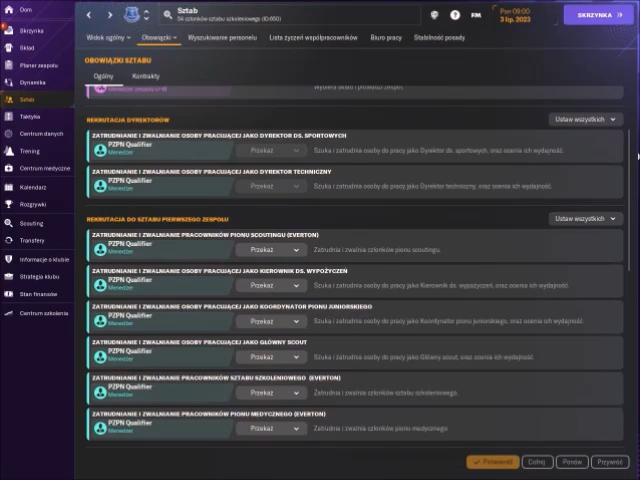 Dom
Skrzynka
Skład
Planer zespołu
Dynamika
Sztab
Taktyka
Centrum danych
Trening
Centrum medyczne
Kalendarz
Rozgrywki
Scouting
Transfery
Informacje o klubie
Strategia klubu
Stan finansów
Centrum szkolenia
Sztab
54 członków sztabu szkoleniowego (ID:650)
FM
Pon 09:00
3 lip. 2023
SKRZYNKA
Widok ogólny
Obowiązki
Wyszukiwanie personelu
Lista życzeń współpracowników
Biuro pracy
Stabilność posady
OBOWIĄZKI SZTABU
Ogólny
Kontrakty
Wybiera skład i prowadzi zespół.
REKRUTACJA DYREKTORÓW
Ustaw wszystkich
ZATRUDNIANIE I ZWALNIANIE OSOBY PRACUJĄCEJ JAKO DYREKTOR DS. SPORTOWYCH
PZPN Qualifier
Menedżer
Przekaż
Szuka i zatrudnia osoby do pracy jako Dyrektor ds. sportowych, oraz ocenia ich wydajność.
ZATRUDNIANIE I ZWALNIANIE OSOBY PRACUJĄCEJ JAKO DYREKTOR TECHNICZNY
PZPN Qualifier
Menedżer
Przekaż
Szuka i zatrudnia osoby do pracy jako Dyrektor techniczny, oraz ocenia ich wydajność.
REKRUTACJA DO SZTABU PIERWSZEGO ZESPOŁU
Ustaw wszystkich
ZATRUDNIANIE I ZWALNIANIE PRACOWNIKÓW PIONU SCOUTINGU (EVERTON)
PZPN Qualifier
Menedżer
Przekaż
Zatrudnia i zwalnia członków pionu scoutingu.
ZATRUDNIANIE I ZWALNIANIE OSOBY PRACUJĄCEJ JAKO KIEROWNIK DS. WYPOŻYCZEŃ
PZPN Qualifier
Menedżer
Przekaż
Szuka i zatrudnia osoby do pracy jako Kierownik ds. wypożyczeń, oraz ocenia ich wydajność.
ZATRUDNIANIE I ZWALNIANIE OSOBY PRACUJĄCEJ JAKO KOORDYNATOR PIONU JUNIORSKIEGO
PZPN Qualifier
Menedżer
Przekaż
Szuka i zatrudnia osoby do pracy jako Koordynator pionu juniorskiego, oraz ocenia ich wydajność.
ZATRUDNIANIE I ZWALNIANIE OSOBY PRACUJĄCEJ JAKO GŁÓWNY SCOUT
PZPN Qualifier
Menedżer
Przekaż
Szuka i zatrudnia osoby do pracy jako Główny scout, oraz ocenia ich wydajność.
ZATRUDNIANIE I ZWALNIANIE PRACOWNIKÓW SZTABU SZKOLENIOWEGO (EVERTON)
PZPN Qualifier
Menedżer
Przekaż
Zatrudnia i zwalnia członków sztabu szkoleniowego.
ZATRUDNIANIE I ZWALNIANIE PRACOWNIKÓW PIONU MEDYCZNEGO (EVERTON)
PZPN Qualifier
Menedżer
Przekaż
Zatrudnia i zwalnia członków pionu medycznego
Potwierdź
Cofnij
Ponów
Przywróć